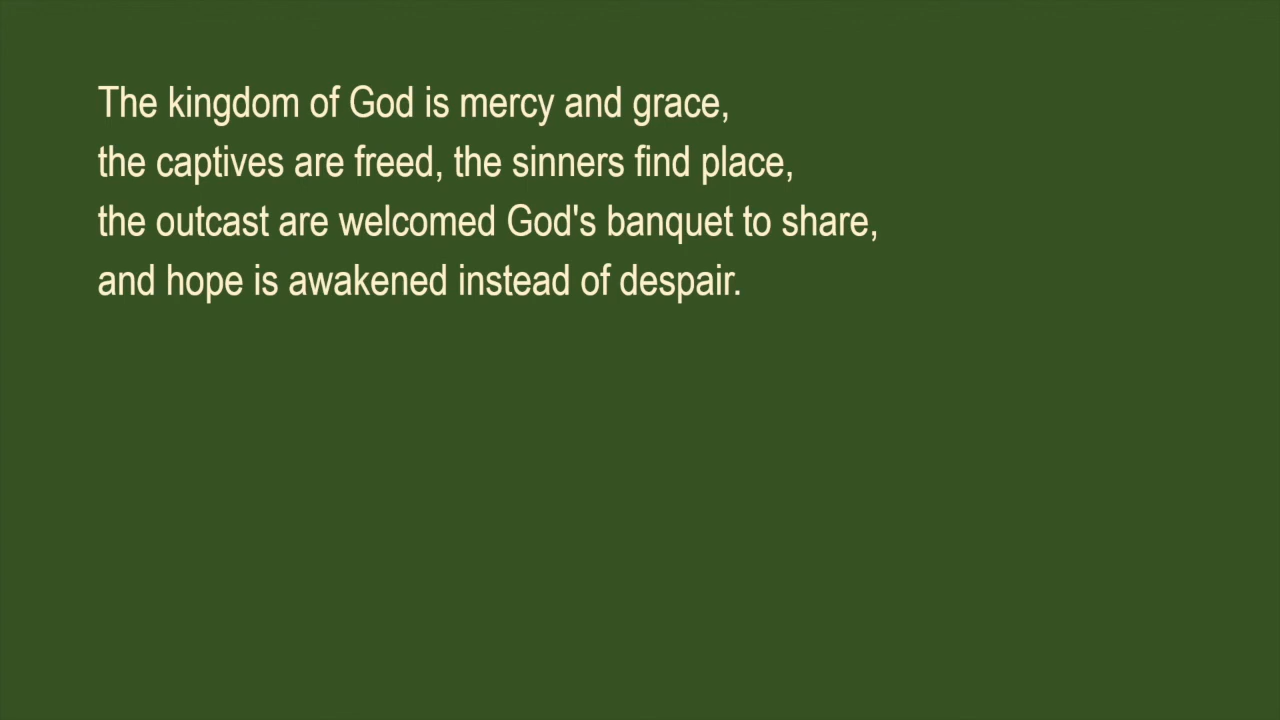 The kingdom of God is mercy and grace,
the captives are freed, the sinners find place,
the outcast are welcomed God's banquet to share,
and hope is awakened instead of despair.